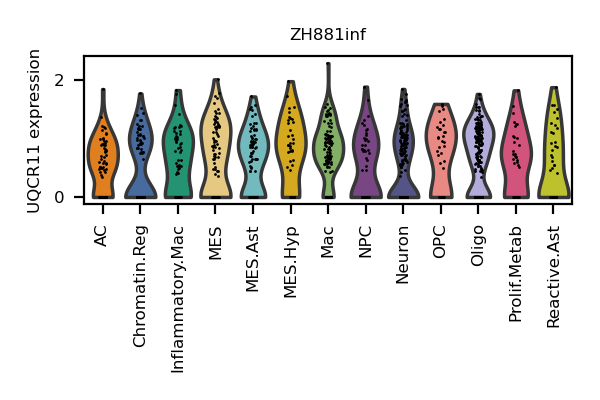 ZH881inf
UQCR11 expression
2
0
AC
Chromatin.Reg
Inflammatory.Mac
MES
MES.Ast
MES.Hyp
Mac
NPC
Neuron
OPC
Oligo
Prolif.Metab
Reactive.Ast